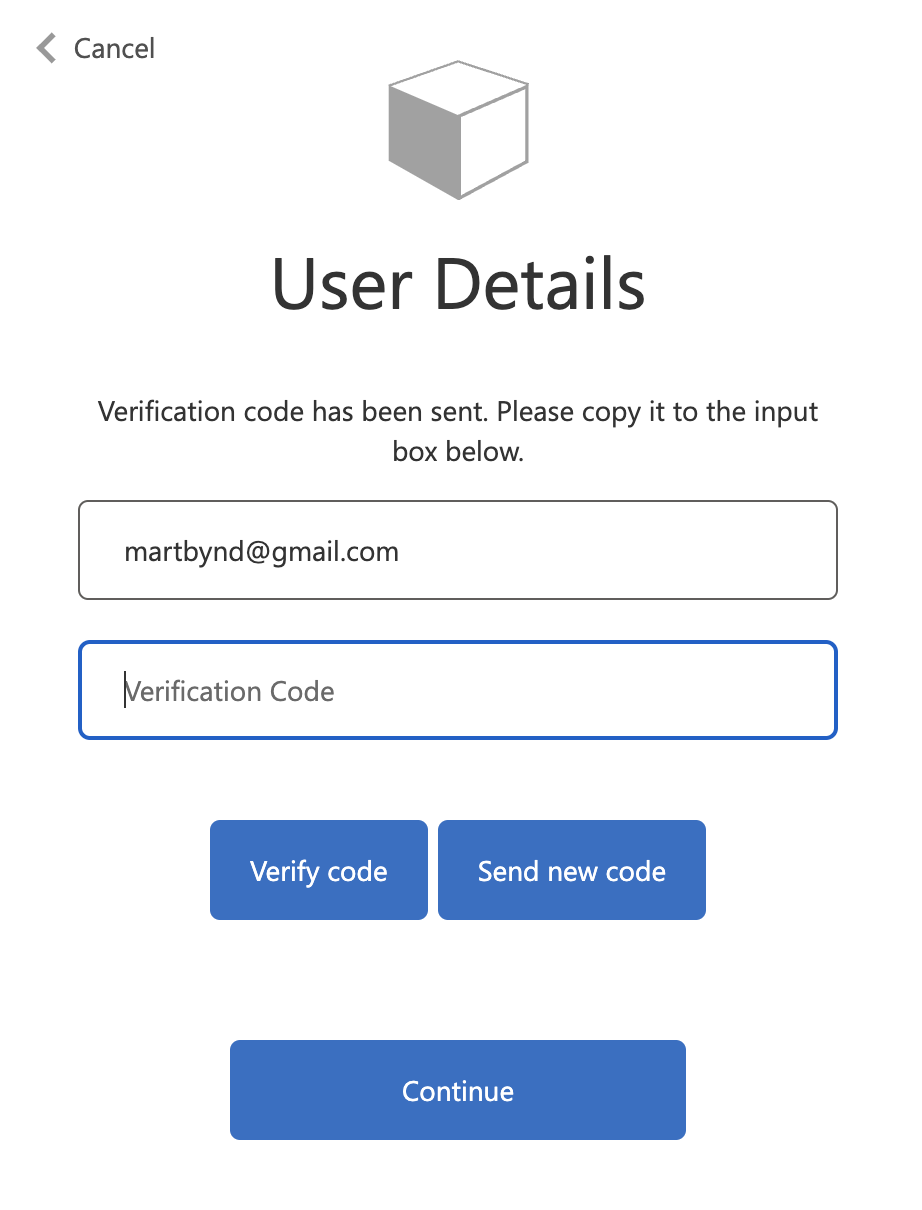 Cancel
User Details
Verification code has been sent. Please copy it to the input
box below.
martbynd@gmail.com
Verification Code
Verify code
Send new code
Continue